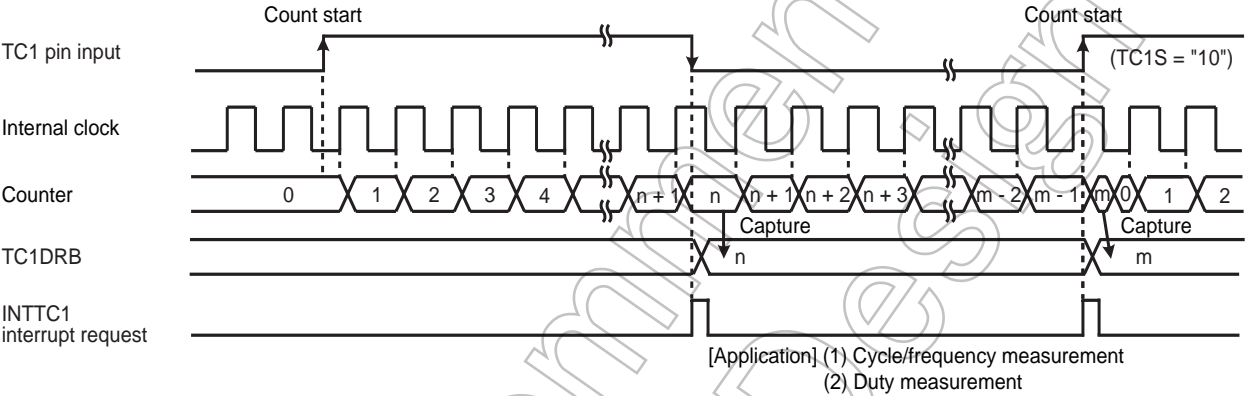 Count start
Count start
TC1 pin input
(TC1S = "10")
Internal clock
Counter
0 1 2 3 4 n + 1 n n + 1 n + 2 n + 3 m - 2 m - 1 m 0 1 2
Capture
Capture
TC1DRB
n
m
INTTC1
interrupt request
[Application] (1) Cycle/frequency measurement
(2) Duty measurement